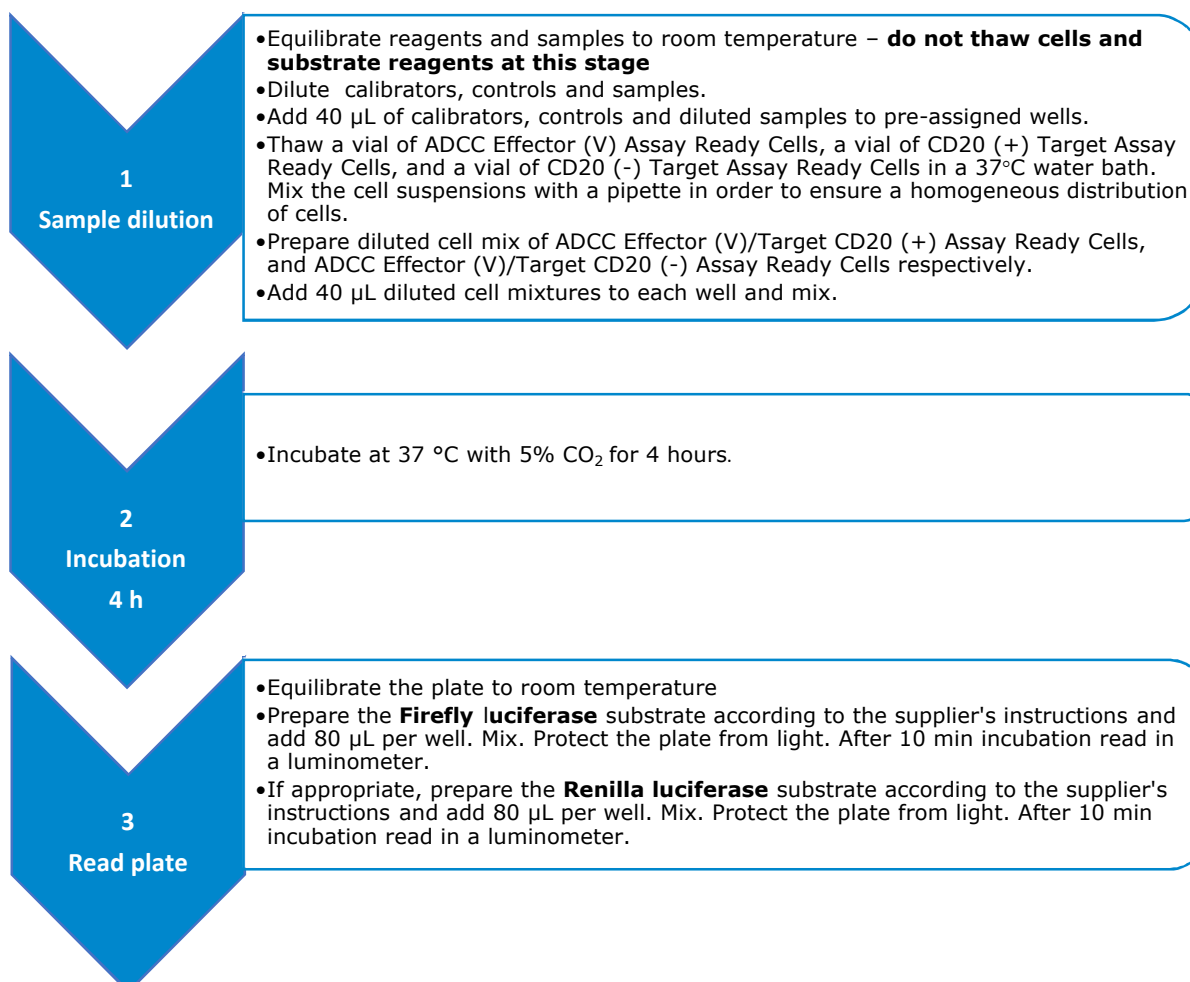 1
Sample dilution
•Equilibrate reagents and samples to room temperature – do not thaw cells and
substrate reagents at this stage
•Dilute  calibrators, controls and samples.
•Add 40 µL of calibrators, controls and diluted samples to pre-assigned wells.
•Thaw a vial of ADCC Effector (V) Assay Ready Cells, a vial of CD20 (+) Target Assay
Ready Cells, and a vial of CD20 (-) Target Assay Ready Cells in a 37°C water bath.
Mix the cell suspensions with a pipette in order to ensure a homogeneous distribution
of cells.
•Prepare diluted cell mix of ADCC Effector (V)/Target CD20 (+) Assay Ready Cells,
and ADCC Effector (V)/Target CD20 (-) Assay Ready Cells respectively.
•Add 40 µL diluted cell mixtures to each well and mix.
2
Incubation
4 h
•Incubate at 37 °C with 5% CO₂ for 4 hours.
3
Read plate
•Equilibrate the plate to room temperature
•Prepare the Firefly luciferase substrate according to the supplier's instructions and
add 80 µL per well. Mix. Protect the plate from light. After 10 min incubation read in
a luminometer.
•If appropriate, prepare the Renilla luciferase substrate according to the supplier's
instructions and add 80 µL per well. Mix. Protect the plate from light. After 10 min
incubation read in a luminometer.